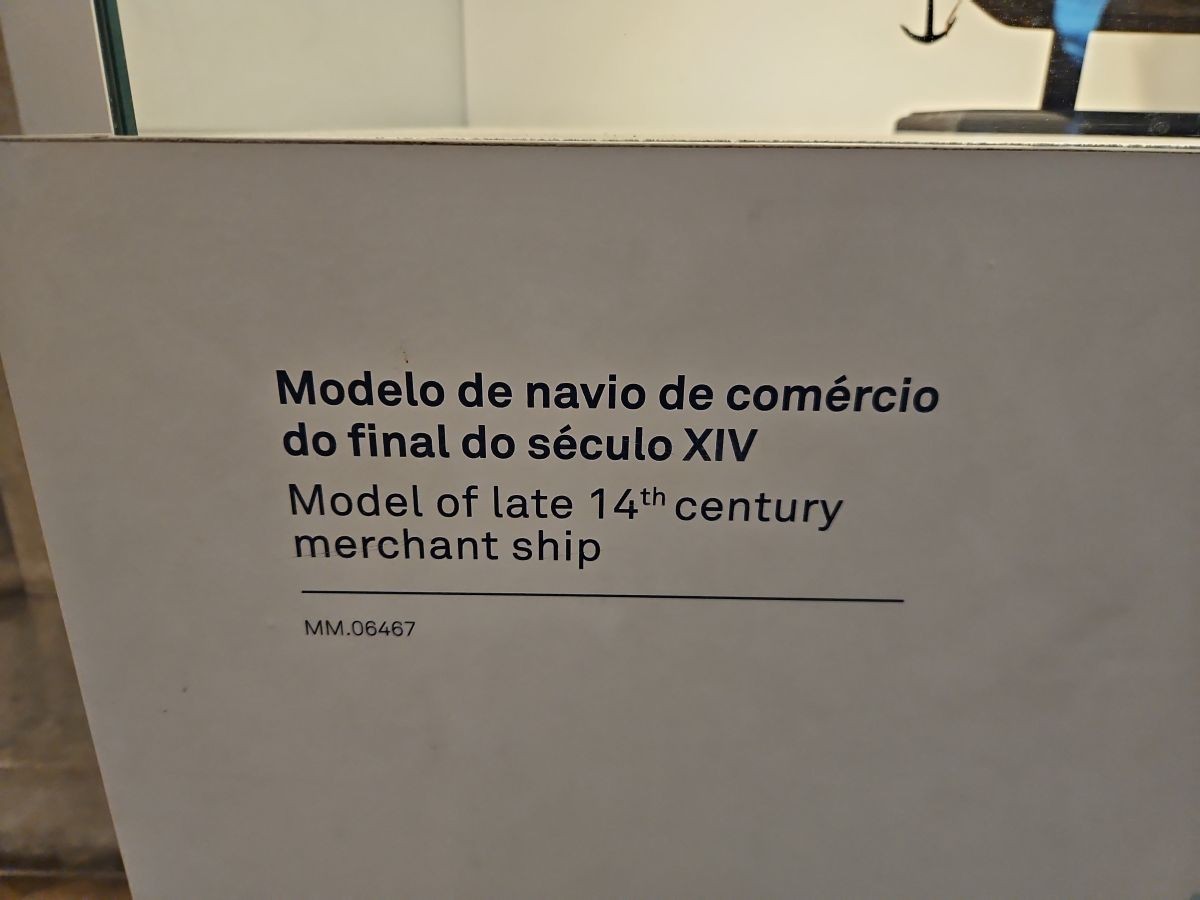 Modelo de navio de comércio
do final do século XIV
Model of late 14th century
merchant ship
MM.06467